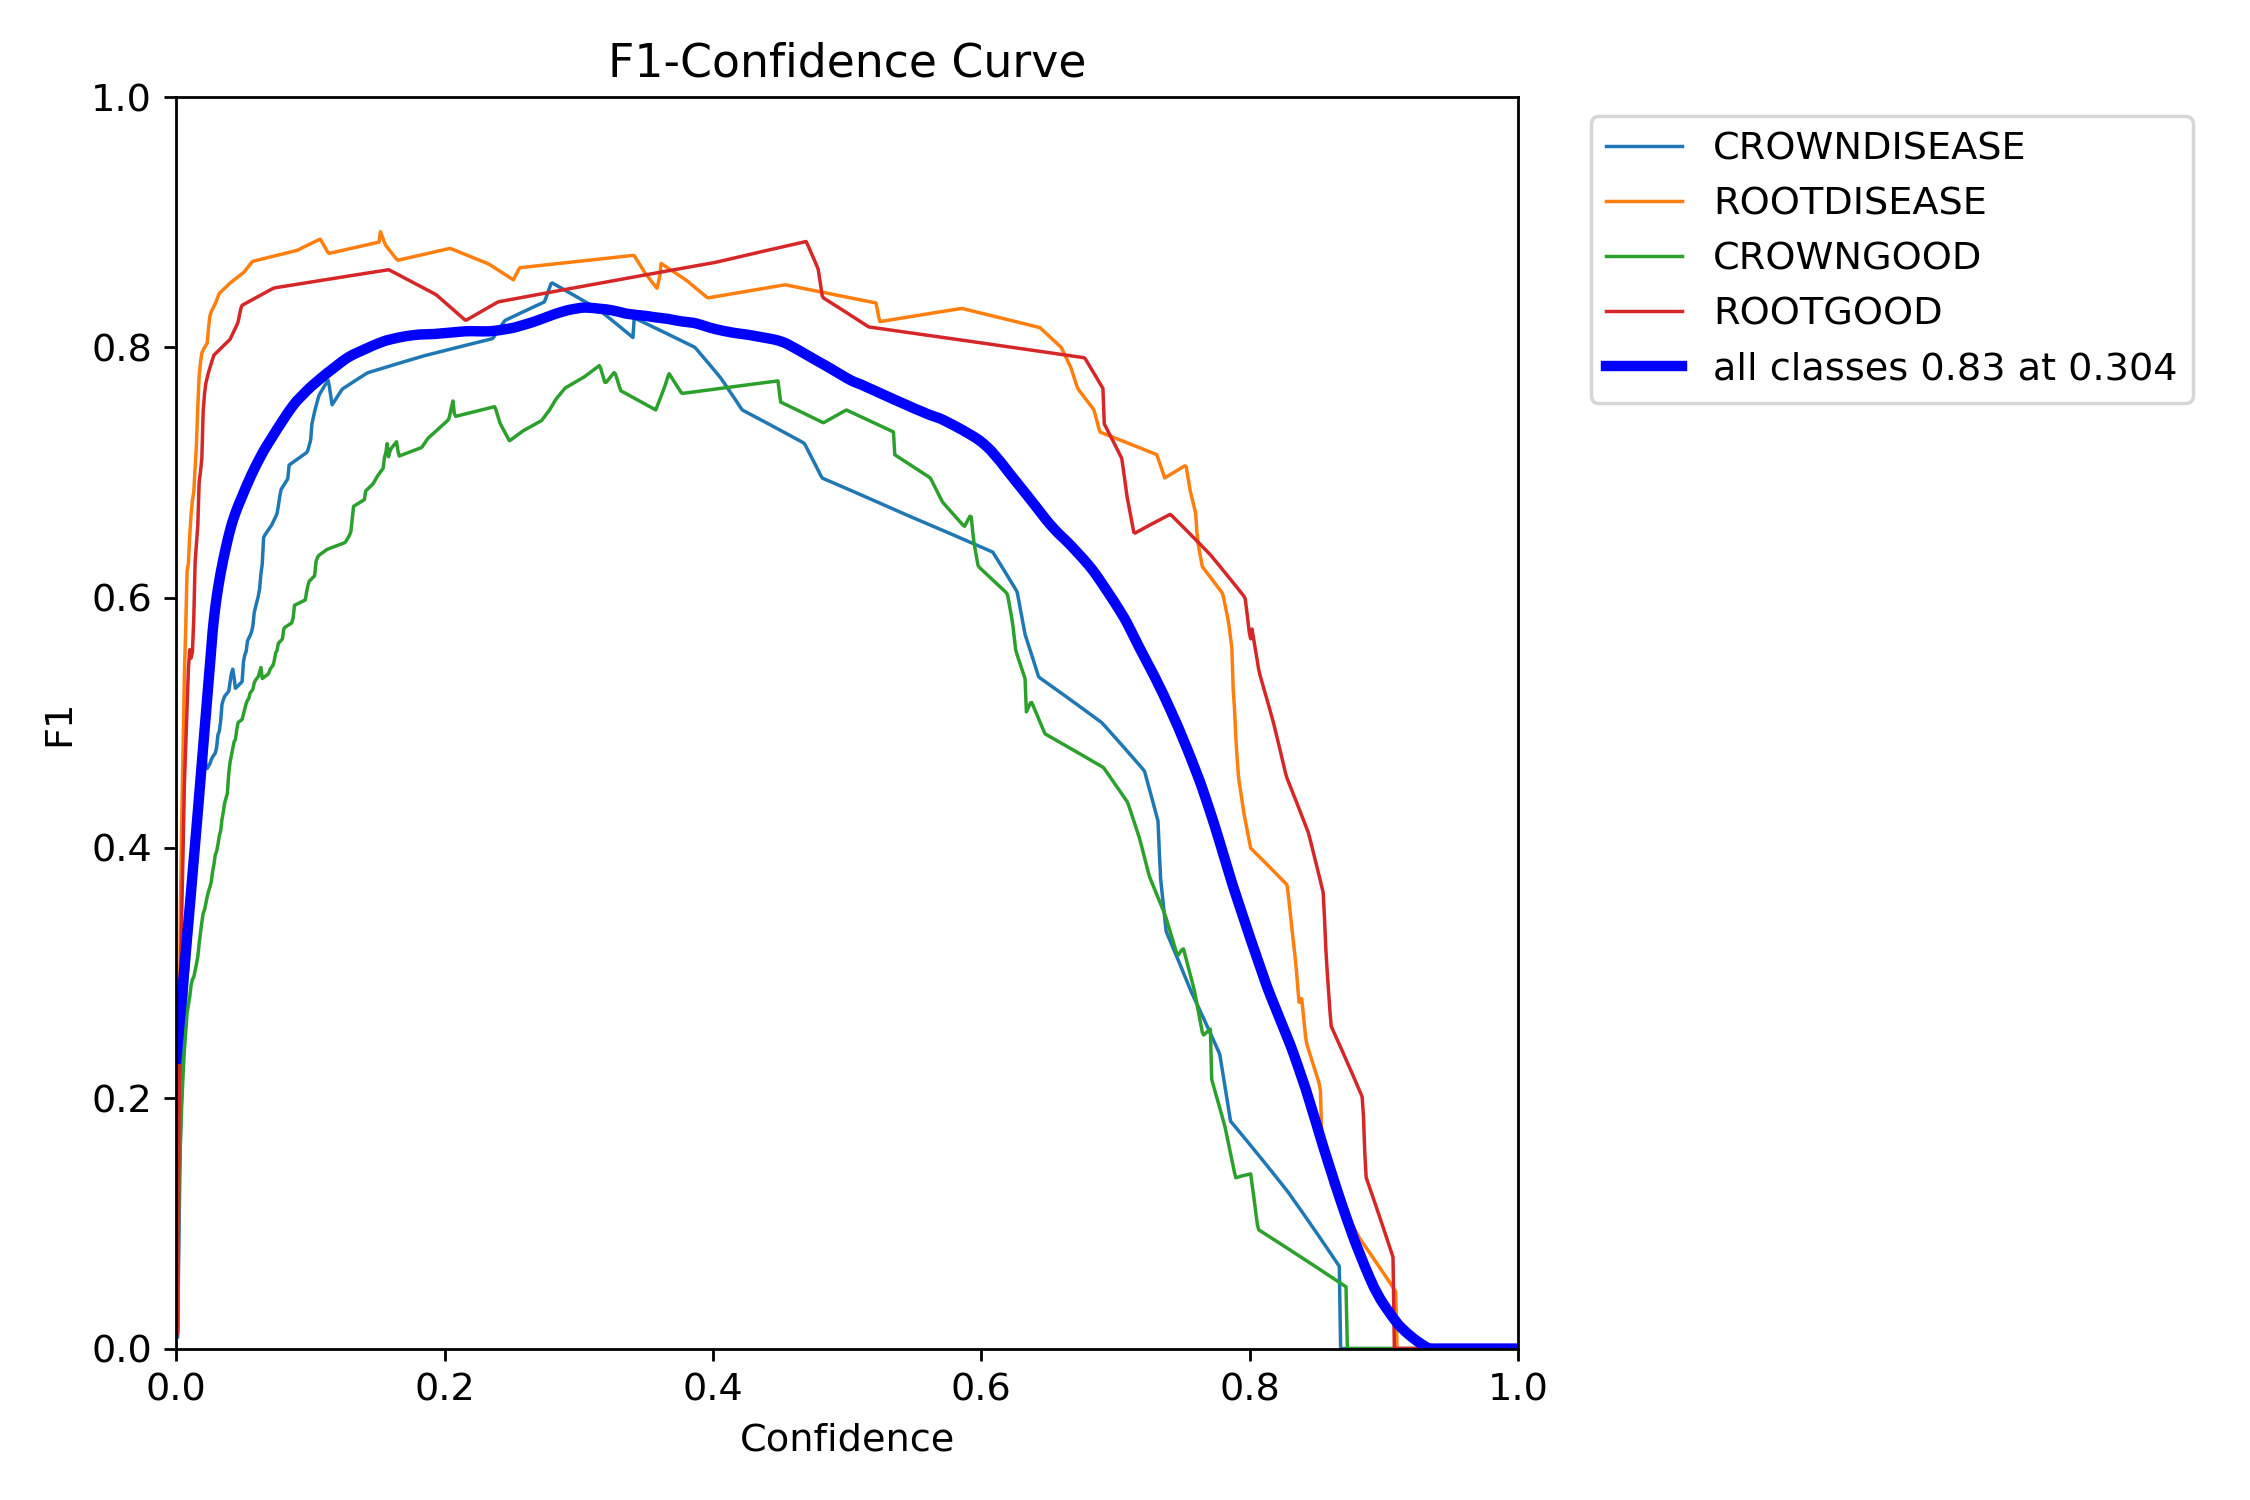 F1-Confidence Curve
1.0
0.8
0.6
0.4
0.2
0.0
F1
0.0 0.2 0.4 0.6 0.8 1.0
Confidence
CROWNDISEASE
ROOTDISEASE
CROWNGOOD
ROOTGOOD
all classes 0.83 at 0.304